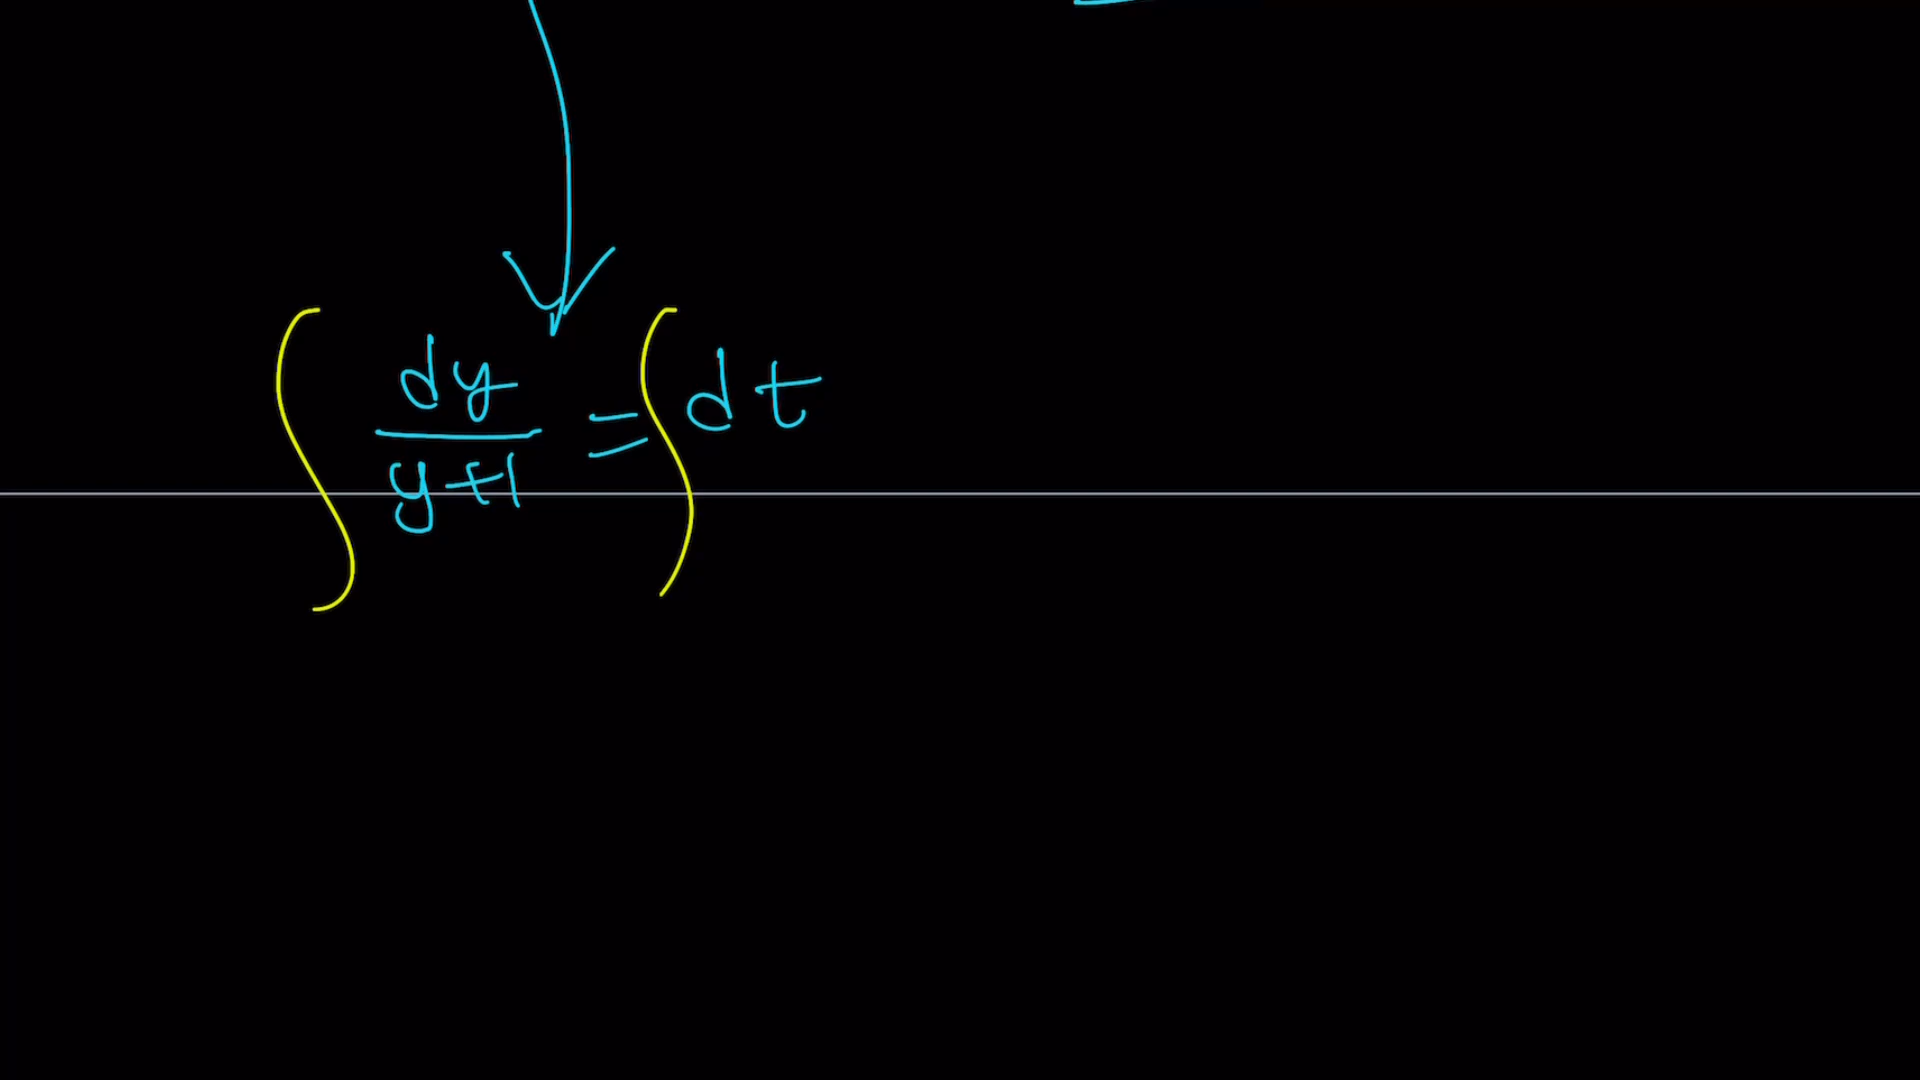 ∫ dy/(y+1) = ∫ dt